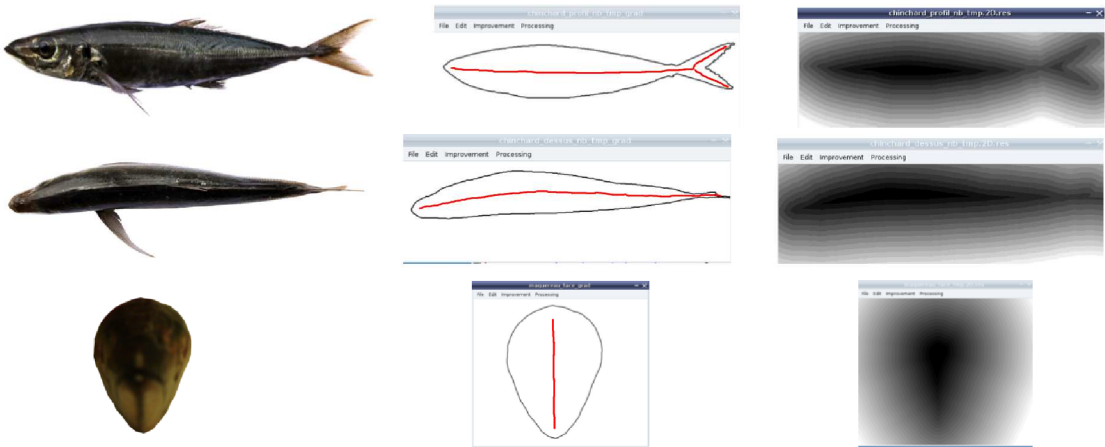 chinchard_profil_nb_tmp_grad
File Edit Improvement Processing
chinchard_profil_nb_tmp.20.res
File Edit Improvement Processing
chinchard_dessus_nb_tmp_grad
File Edit Improvement Processing
chinchard_dessus_nb_tmp.20.res
File Edit Improvement Processing
File Edit Improvement Processing
File Edit Improvement Processing